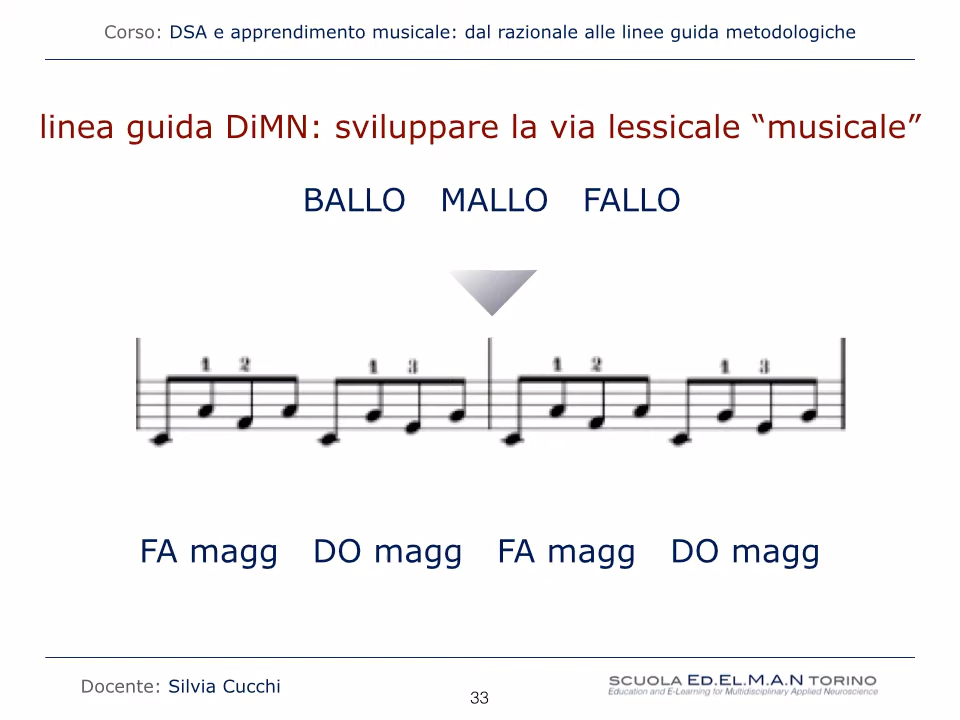 Corso: DSA e apprendimento musicale: dal razionale alle linee guida metodologiche
linea guida DiMN: sviluppare la via lessicale “musicale”
BALLO MALLO FALLO
1 2 1 3 1 2 1 3
FA magg DO magg FA magg DO magg
Docente: Silvia Cucchi
33
SCUOLA ED.EL.M.A.N TORINO
Education and E-Learning for Multidisciplinary Applied Neuroscience